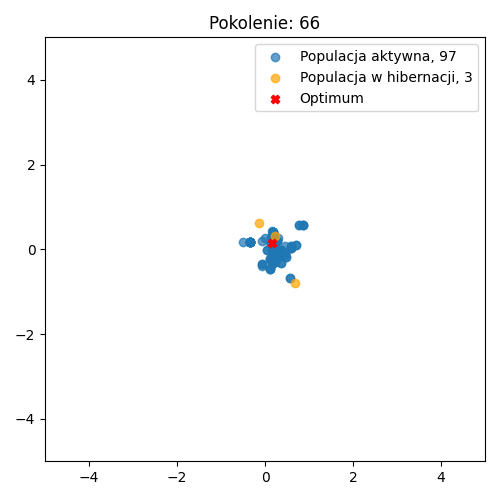 Pokolenie: 66
Populacja aktywna, 97
Populacja w hibernacji, 3
Optimum
4
2
0
−2
−4
−4 −2 0 2 4